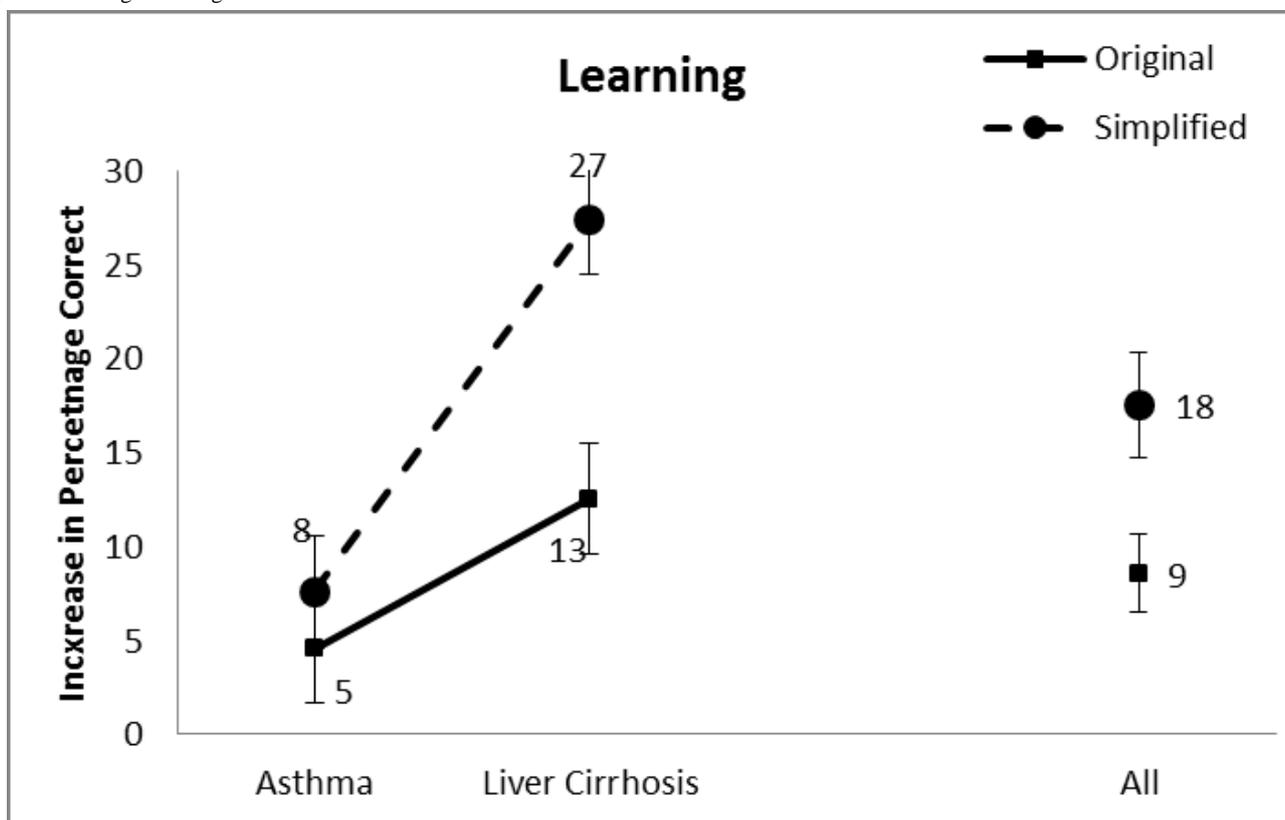 Learning
Original
Simplified
Incxrease in Percetnage Correct
30
25
20
15
10
5
0
27
8
13
5
18
9
Asthma
Liver Cirrhosis
All